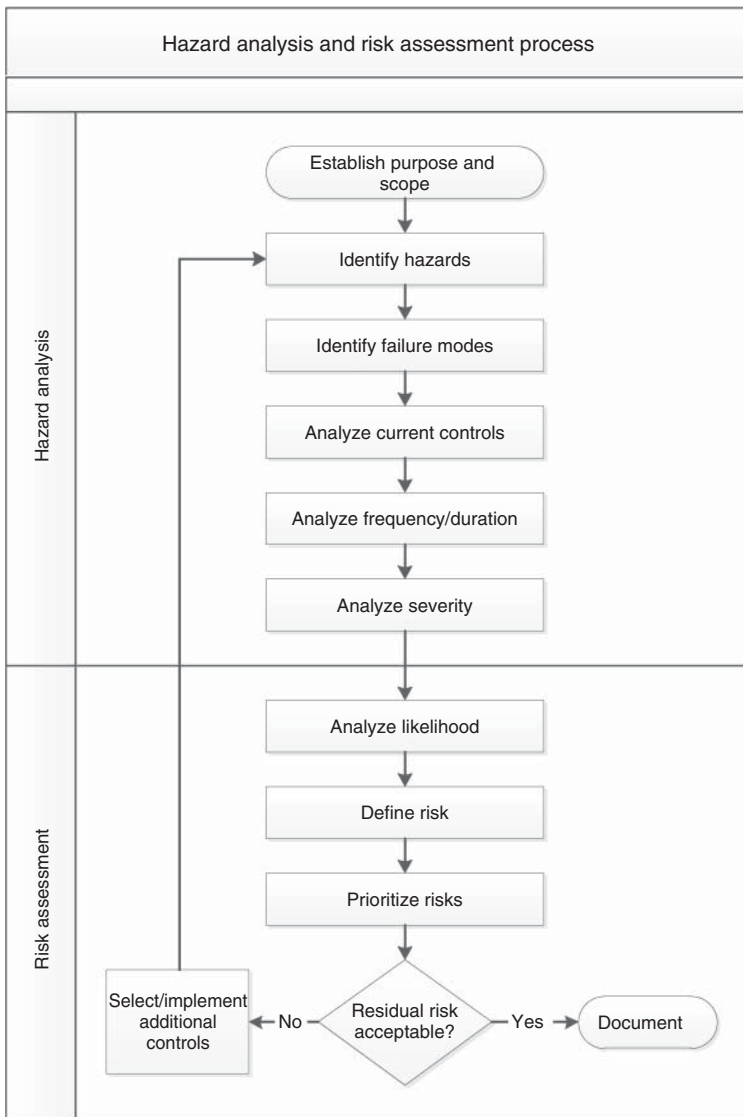 Hazard analysis and risk assessment process
Hazard analysis
Establish purpose and
scope
Identify hazards
Identify failure modes
Analyze current controls
Analyze frequency/duration
Analyze severity
Risk assessment
Analyze likelihood
Define risk
Prioritize risks
Select/implement
additional
controls
No
Residual risk
acceptable?
Yes
Document